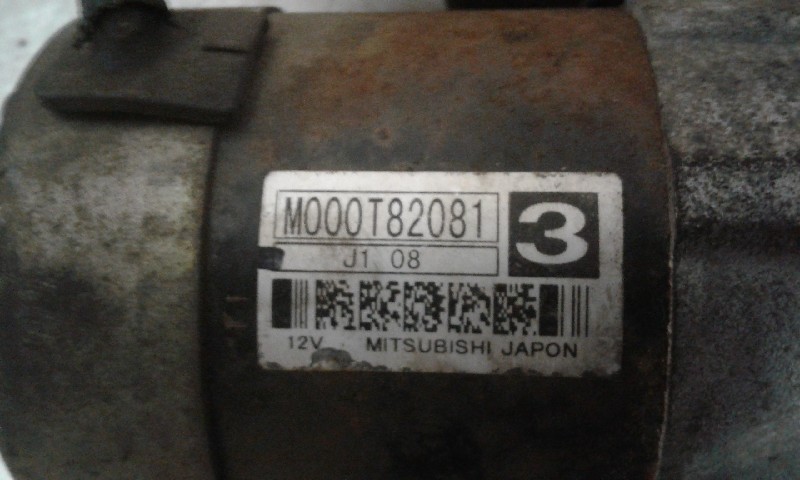 M000T82081
3
J1 08
12V MITSUBISHI JAPON